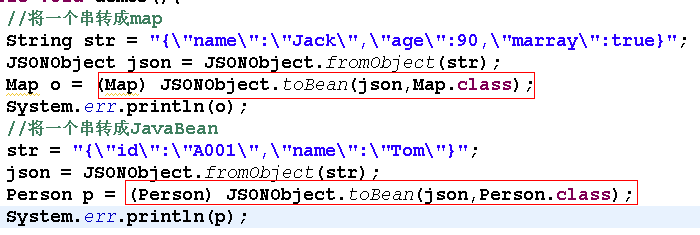 //将一个串转成map
String str = "{\"name\":\"Jack\",\"age\":90,\"marray\":true}";
JSONObject json = JSONObject.fromObject(str);
Map o = (Map) JSONObject.toBean(json,Map.class);
System.err.println(o);
//将一个串转成JavaBean
str = "{\"id\":\"A001\",\"name\":\"Tom\"}";
json = JSONObject.fromObject(str);
Person p = (Person) JSONObject.toBean(json,Person.class);
System.err.println(p);